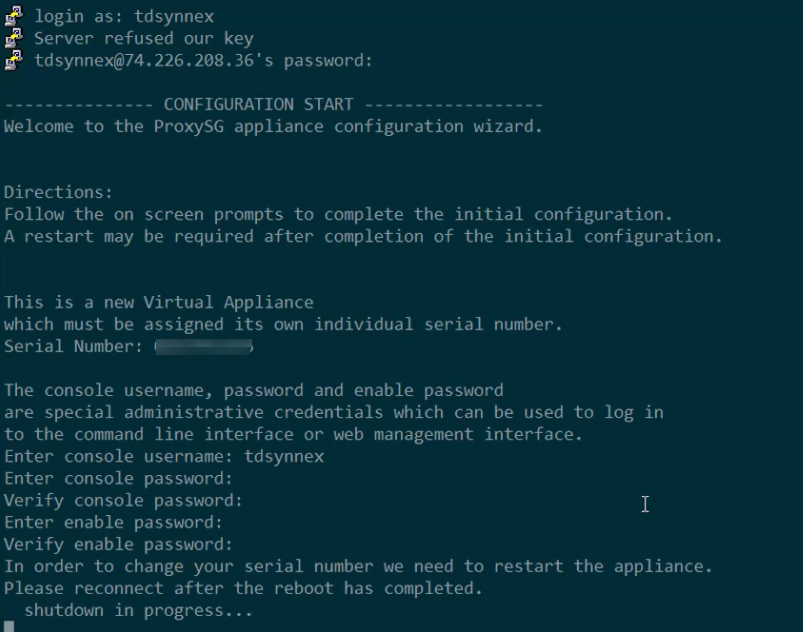 login as: tdsynnex
Server refused our key
tdsynnex@74.226.208.36's password:
--------------- CONFIGURATION START ------------------
Welcome to the ProxySG appliance configuration wizard.
Directions:
Follow the on screen prompts to complete the initial configuration.
A restart may be required after completion of the initial configuration.
This is a new Virtual Appliance
which must be assigned its own individual serial number.
Serial Number:
The console username, password and enable password
are special administrative credentials which can be used to log in
to the command line interface or web management interface.
Enter console username: tdsynnex
Enter console password:
Verify console password:
Enter enable password:
Verify enable password:
In order to change your serial number we need to restart the appliance.
Please reconnect after the reboot has completed.
shutdown in progress...